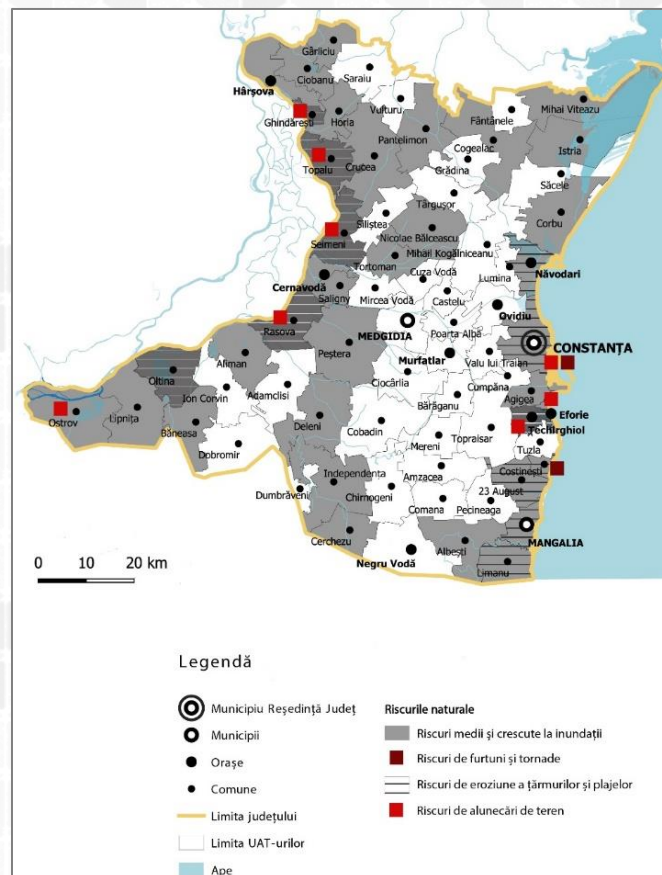 Gârliciu
Ciobanu
Saraiu
Hârșova
Vulturu
Ghindărești
Horia
Fântânele
Mihai Viteazu
Pantelimon
Cogealac
Istria
Topalu
Crucea
Grădina
Săcele
Târgușor
Siliștea
Corbu
Seimeni
Nicolae Bălcescu
Tortoman
Mihail Kogălniceanu
Cuza Vodă
Lumina
Năvodari
Cernavodă
Saligny
Mircea Vodă
Castelu
Ovidiu
Rasova
MEDGIDIA
Poarta Albă
CONSTANȚA
Peștera
Murfatlar
Valu lui Traian
Aliman
Ciocârlia
Cumpăna
Oltina
Ion Corvin
Adamclisi
Bărăganu
Agigea
Eforie
Ostrov
Lipnița
Băneasa
Deleni
Cobadin
Topraisar
Techirghiol
Dobromir
Mereni
Tuzla
Independența
Amzacea
Costinești
Dumbrăveni
Chirnogeni
23 August
Comana
Pecineaga
Cerchezu
Albești
MANGALIA
Negru Vodă
Limanu
0 10 20 km
Legendă
Municipiu Reședință Județ
Municipii
Orașe
Comune
Limita județului
Limita UAT-urilor
Ape
Riscurile naturale
Riscuri medii și crescute la inundații
Riscuri de furtuni și tornade
Riscuri de eroziune a țărmurilor și plajelor
Riscuri de alunecări de teren